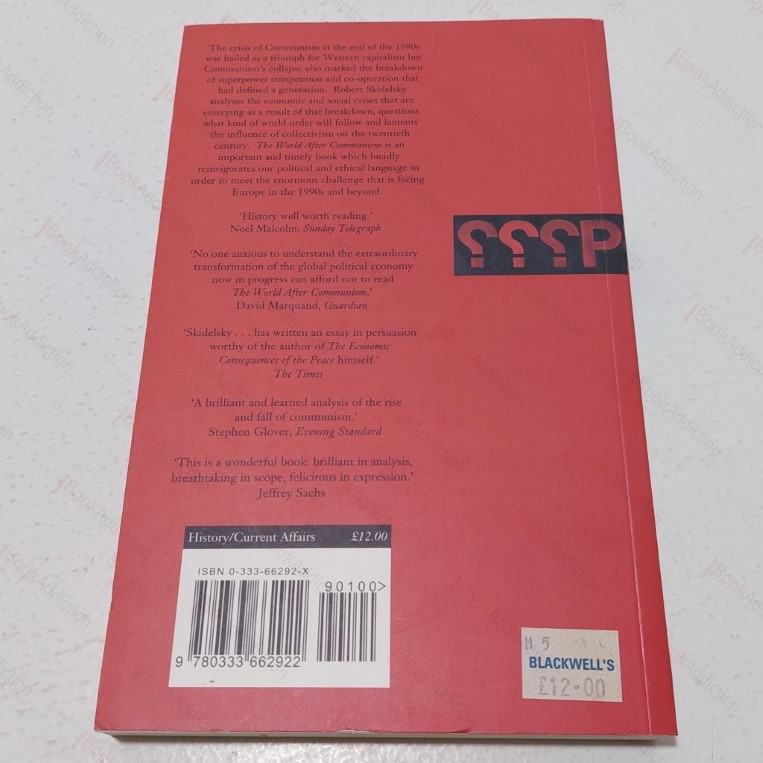 The crisis of Communism at the end of the 1980s
was hailed as a triumph for Western capitalism but
Communism's collapse also marked the breakdown
of superpower competition and co-operation that
had defined a generation. Robert Skidelsky
analyses the economic and social crises that are
emerging as a result of that breakdown, questions
what kind of world order will follow and laments
the influence of collectivism on the twentieth
century. The World After Communism is an
important and timely book which lucidly
reinvigorates our political and ethical language in
order to meet the enormous challenge that is facing
Europe in the 1990s and beyond.
‘History well worth reading.’
Noel Malcolm, Sunday Telegraph
‘No one anxious to understand the extraordinary
transformation of the global political economy
now in progress can afford not to read
The World After Communism.’
David Marquand, Guardian
‘Skidelsky . . . has written an essay in persuasion
worthy of the author of The Economic
Consequences of the Peace himself.’
The Times
‘A brilliant and learned analysis of the rise
and fall of communism.’
Stephen Glover, Evening Standard
‘This is a wonderful book: brilliant in analysis,
breathtaking in scope, felicitous in expression.’
Jeffrey Sachs
؟؟؟P
History/Current Affairs £12.00
ISBN 0-333-66292-X
90100>
9 780333 662922
M 5
BLACKWELL'S
£12·00
BookAddiction